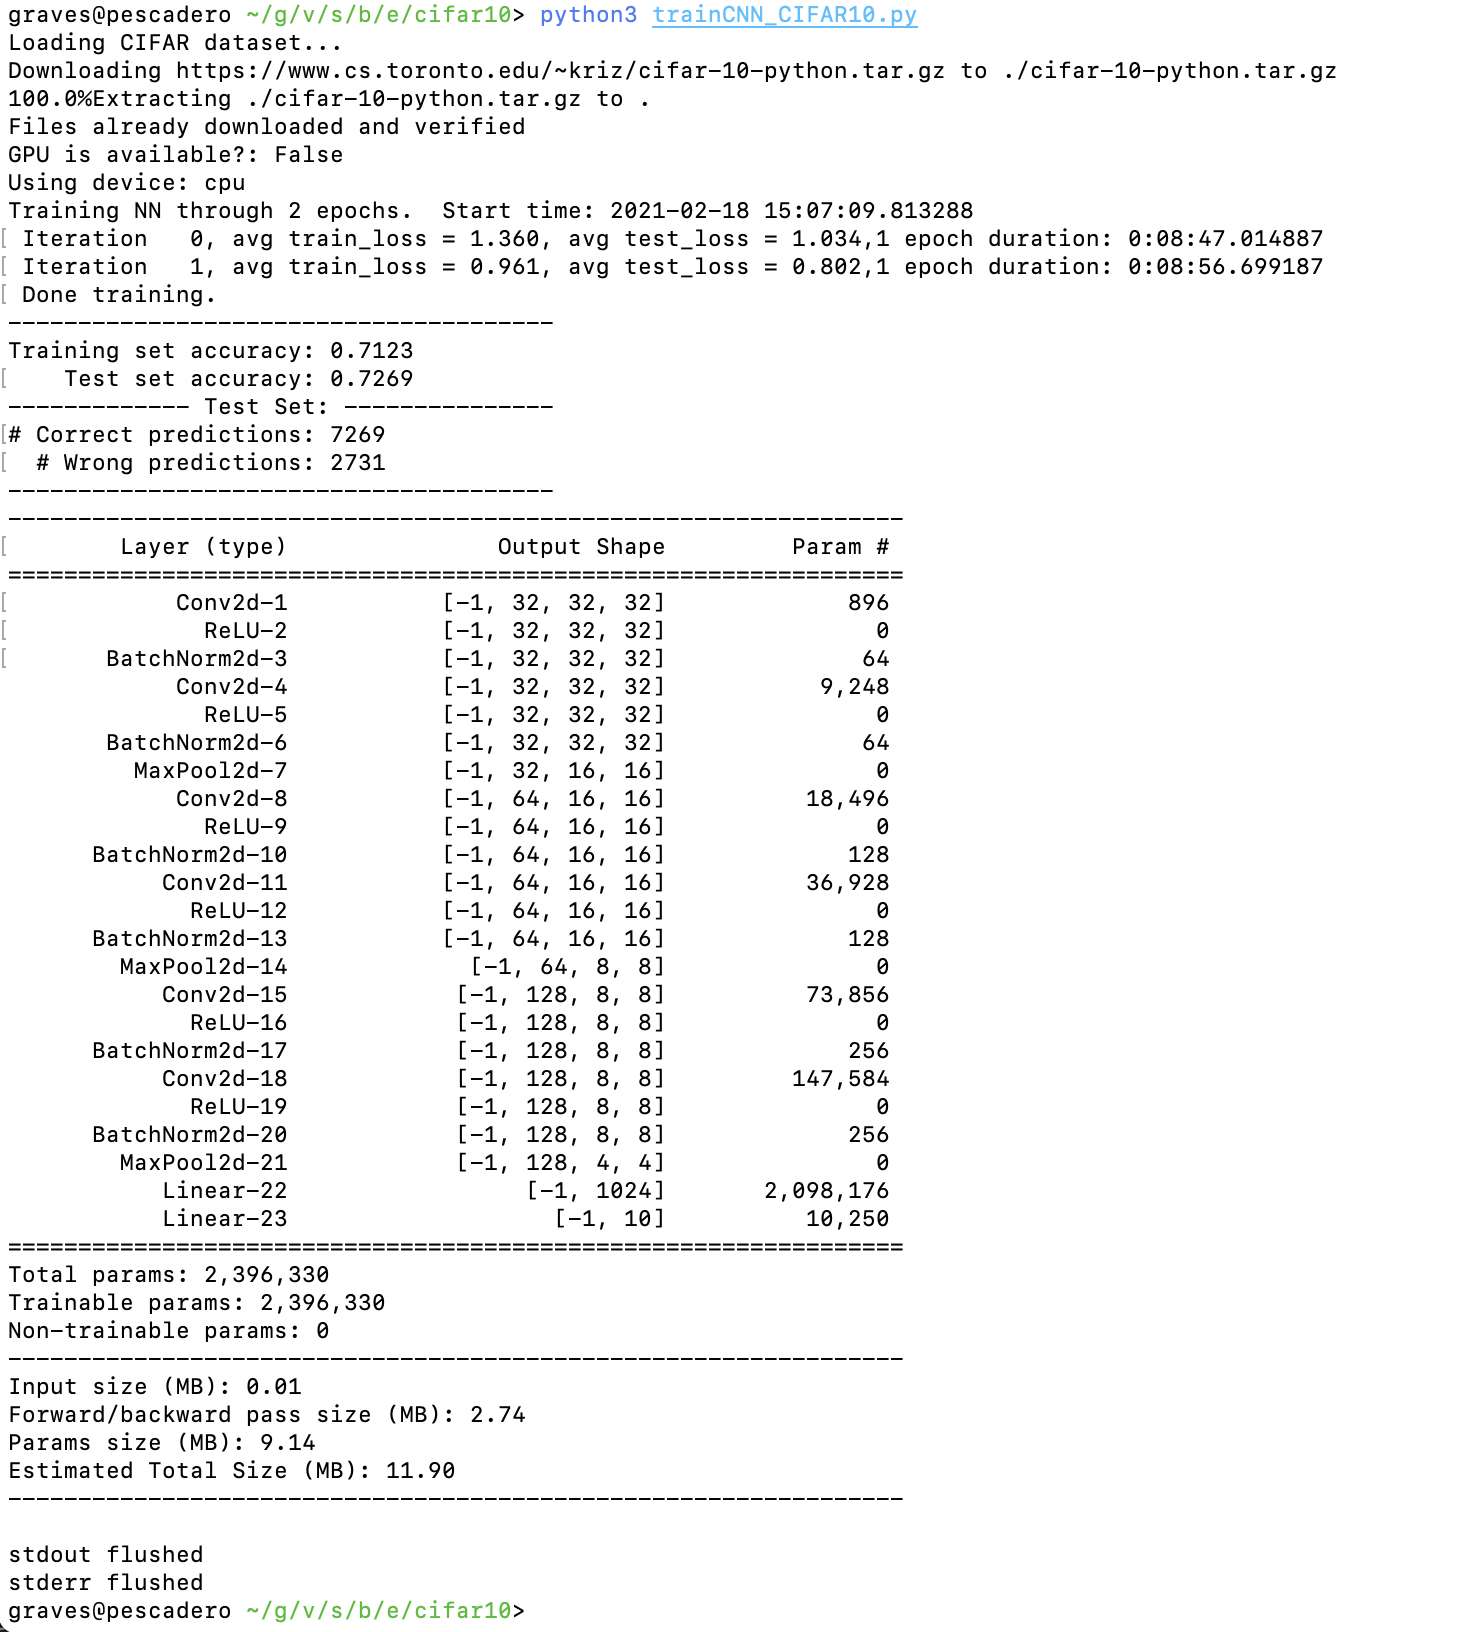 graves@pescadero ~/g/v/s/b/e/cifar10> python3 trainCNN_CIFAR10.py
Loading CIFAR dataset...
Downloading https://www.cs.toronto.edu/~kriz/cifar-10-python.tar.gz to ./cifar-10-python.tar.gz
100.0%Extracting ./cifar-10-python.tar.gz to .
Files already downloaded and verified
GPU is available?: False
Using device: cpu
Training NN through 2 epochs.  Start time: 2021-02-18 15:07:09.813288
[ Iteration   0, avg train_loss = 1.360, avg test_loss = 1.034,1 epoch duration: 0:08:47.014887
[ Iteration   1, avg train_loss = 0.961, avg test_loss = 0.802,1 epoch duration: 0:08:56.699187
[ Done training.
---------------------------------------
Training set accuracy: 0.7123
[    Test set accuracy: 0.7269
------------- Test Set: ---------------
[# Correct predictions: 7269
[  # Wrong predictions: 2731
---------------------------------------
----------------------------------------------------------------
[        Layer (type)               Output Shape         Param #
================================================================
[            Conv2d-1           [-1, 32, 32, 32]             896
[              ReLU-2           [-1, 32, 32, 32]               0
[       BatchNorm2d-3           [-1, 32, 32, 32]              64
            Conv2d-4           [-1, 32, 32, 32]           9,248
              ReLU-5           [-1, 32, 32, 32]               0
       BatchNorm2d-6           [-1, 32, 32, 32]              64
         MaxPool2d-7           [-1, 32, 16, 16]               0
            Conv2d-8           [-1, 64, 16, 16]          18,496
              ReLU-9           [-1, 64, 16, 16]               0
      BatchNorm2d-10           [-1, 64, 16, 16]             128
           Conv2d-11           [-1, 64, 16, 16]          36,928
             ReLU-12           [-1, 64, 16, 16]               0
      BatchNorm2d-13           [-1, 64, 16, 16]             128
        MaxPool2d-14             [-1, 64, 8, 8]               0
           Conv2d-15            [-1, 128, 8, 8]          73,856
             ReLU-16            [-1, 128, 8, 8]               0
      BatchNorm2d-17            [-1, 128, 8, 8]             256
           Conv2d-18            [-1, 128, 8, 8]         147,584
             ReLU-19            [-1, 128, 8, 8]               0
      BatchNorm2d-20            [-1, 128, 8, 8]             256
        MaxPool2d-21            [-1, 128, 4, 4]               0
           Linear-22                 [-1, 1024]       2,098,176
           Linear-23                   [-1, 10]          10,250
================================================================
Total params: 2,396,330
Trainable params: 2,396,330
Non-trainable params: 0
----------------------------------------------------------------
Input size (MB): 0.01
Forward/backward pass size (MB): 2.74
Params size (MB): 9.14
Estimated Total Size (MB): 11.90
----------------------------------------------------------------
stdout flushed
stderr flushed
graves@pescadero ~/g/v/s/b/e/cifar10>